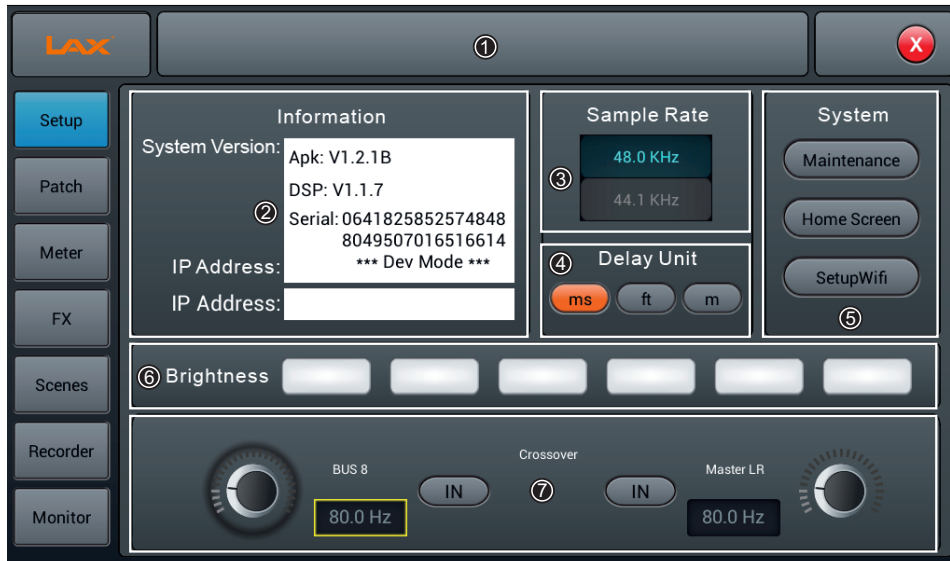 LAX
①
X
Setup
Patch
Meter
FX
Scenes
Recorder
Monitor
Information
System Version:
Apk: V1.2.1B
DSP: V1.1.7
②
Serial: 0641825852574848
8049507016516614
IP Address:
*** Dev Mode ***
IP Address:
Sample Rate
48.0 KHz
③
44.1 KHz
④
Delay Unit
ms ft m
System
Maintenance
Home Screen
SetupWifi
⑤
⑥ Brightness
Crossover
BUS 8
Master LR
IN ⑦ IN
80.0 Hz
80.0 Hz